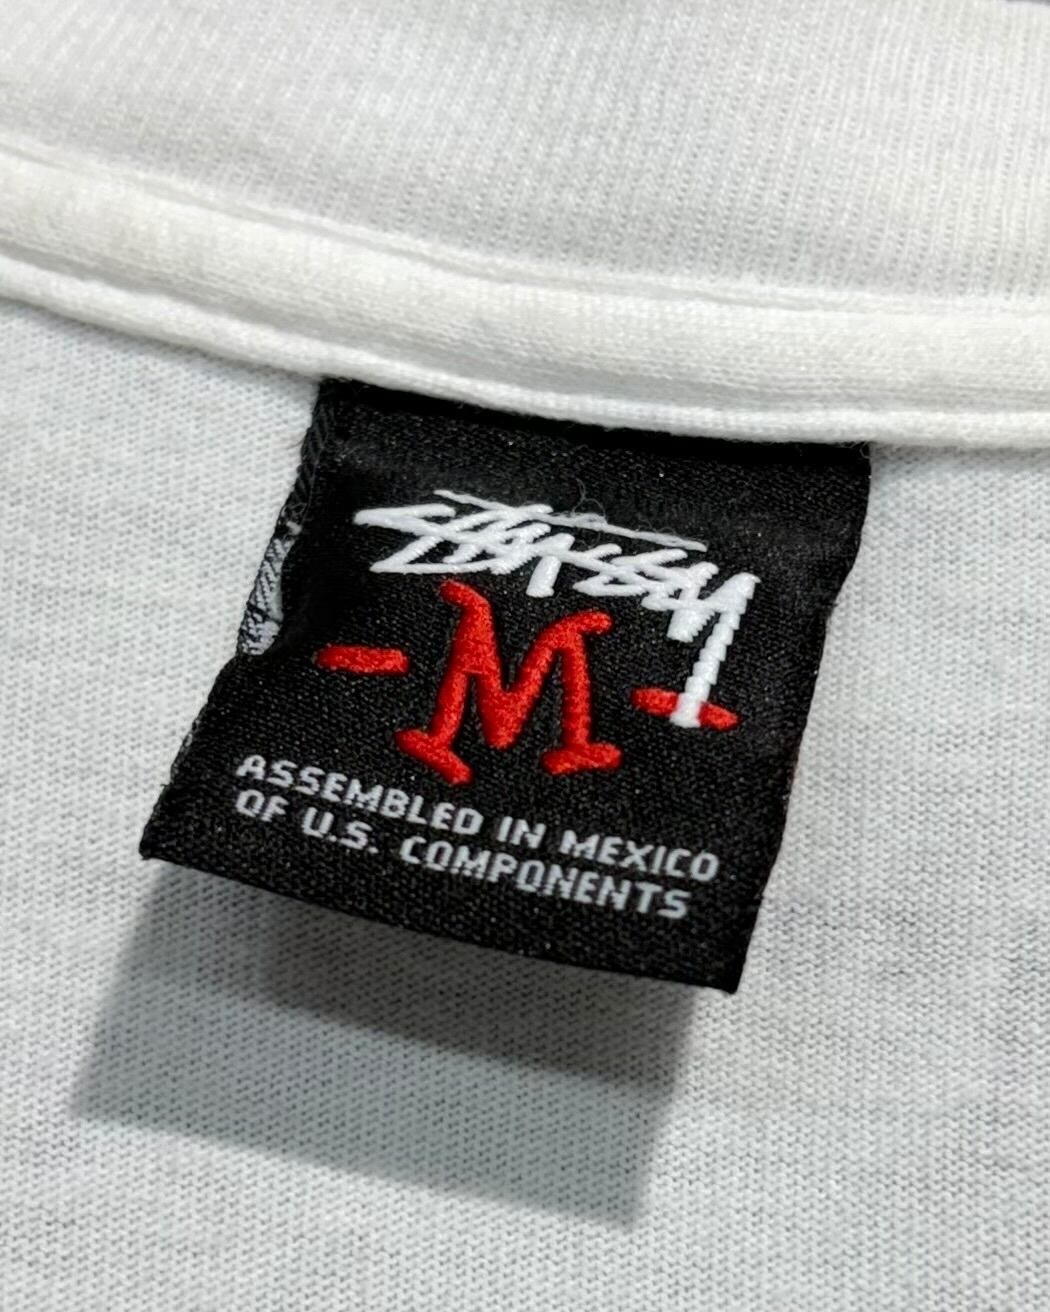 STÜSSY
- M -
ASSEMBLED IN MEXICO
OF U.S. COMPONENTS